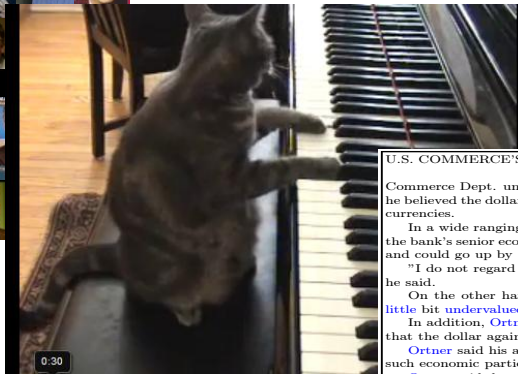 0:30
U.S. COMMERCE'S
Commerce Dept. un
he believed the dollar
currencies.
In a wide ranging
the bank's senior eco
and could go up by
"I do not regard
he said.
On the other ha
little bit undervalued
In addition, Ortn
that the dollar again
Ortner said his a
such economic partic